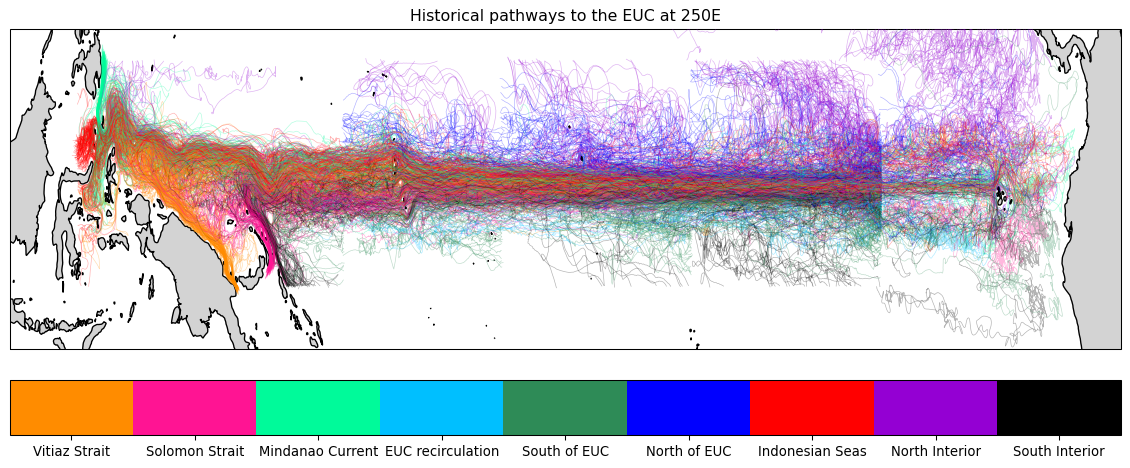 Historical pathways to the EUC at 250E
Vitiaz Strait Solomon Strait Mindanao Current EUC recirculation South of EUC North of EUC Indonesian Seas North Interior South Interior